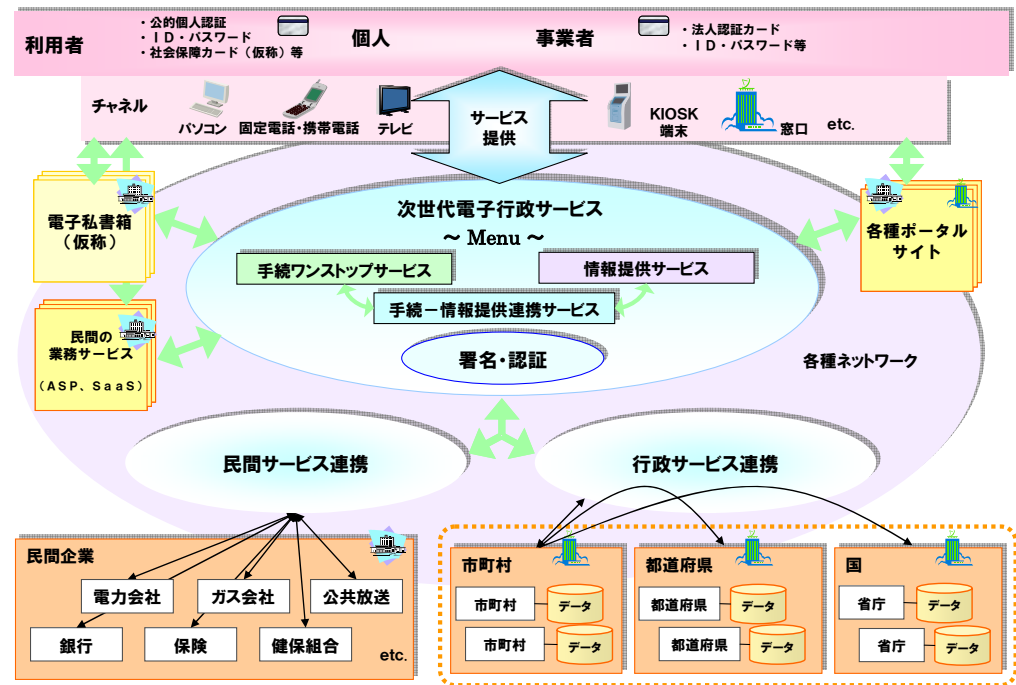 利用者
・公的個人認証
・ＩＤ・パスワード
・社会保障カード（仮称）等
個人
事業者
・法人認証カード
・ＩＤ・パスワード等
チャネル
パソコン
固定電話・携帯電話
テレビ
サービス
提供
KIOSK
端末
窓口
etc.
電子私書箱
（仮称）
次世代電子行政サービス
～ Menu ～
手続ワンストップサービス
情報提供サービス
手続－情報提供連携サービス
署名・認証
各種ポータル
サイト
民間の
業務サービス
（ＡＳＰ、ＳａａＳ）
各種ネットワーク
民間サービス連携
行政サービス連携
民間企業
電力会社
ガス会社
公共放送
銀行
保険
健保組合
etc.
市町村
市町村
データ
市町村
データ
都道府県
都道府県
データ
都道府県
データ
国
省庁
データ
省庁
データ